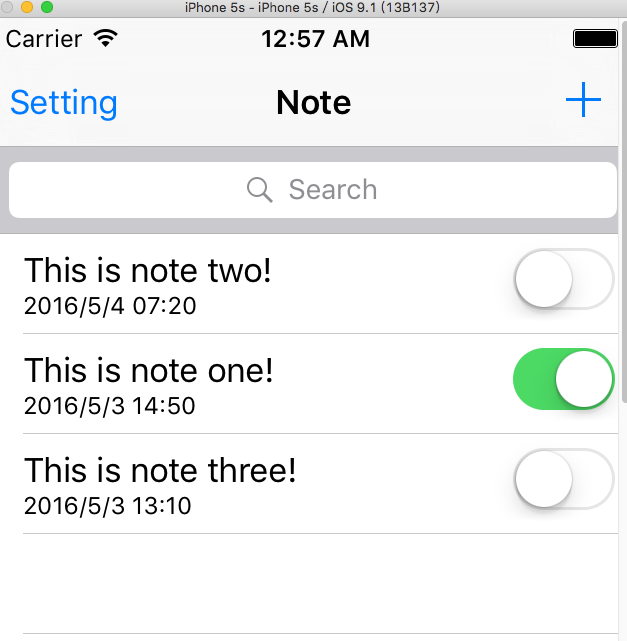 iPhone 5s - iPhone 5s / iOS 9.1 (13B137)
Carrier 12:57 AM
Setting Note
Search
This is note two!
2016/5/4 07:20
This is note one!
2016/5/3 14:50
This is note three!
2016/5/3 13:10